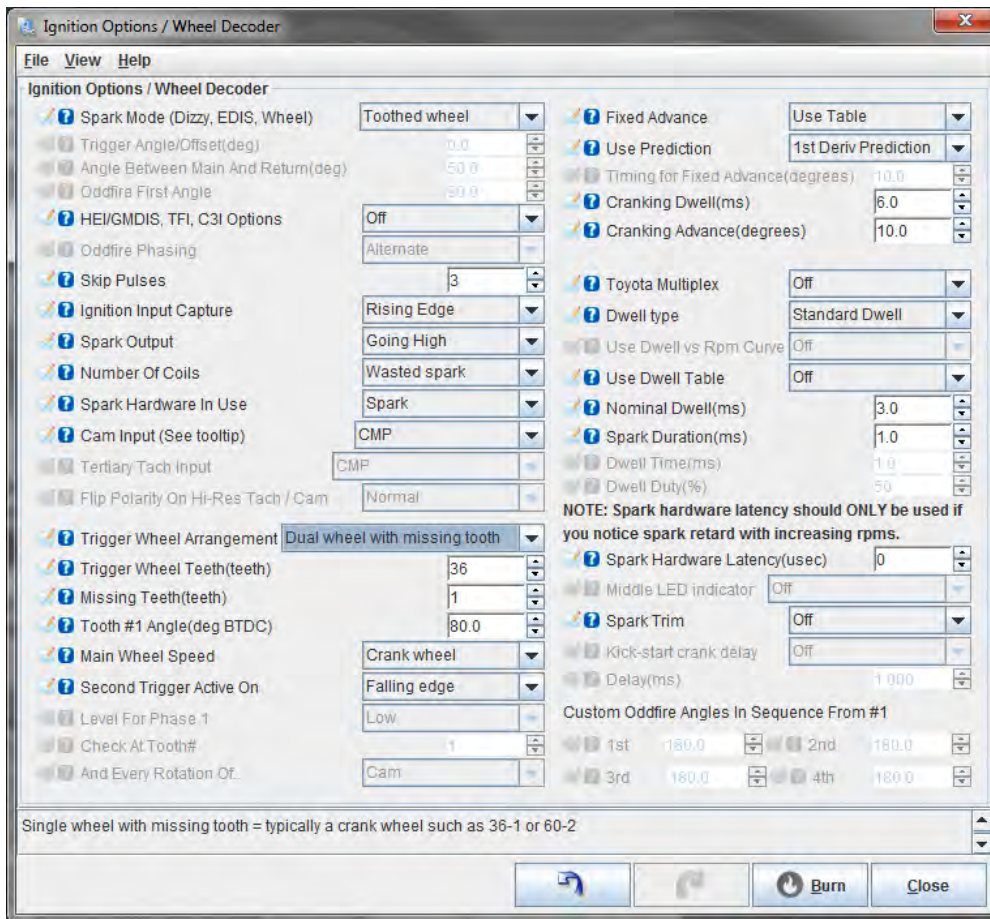 Ignition Options / Wheel Decoder
File View Help
Ignition Options / Wheel Decoder
Spark Mode (Dizzy, EDIS, Wheel) Toothed wheel
Trigger Angle/Offset(deg) 0.0
Angle Between Main And Return(deg) 50.0
Oddfire First Angle 90.0
HEI/GMDIS, TFI, C3I Options Off
Oddfire Phasing Alternate
Skip Pulses 3
Ignition Input Capture Rising Edge
Spark Output Going High
Number Of Coils Wasted spark
Spark Hardware In Use Spark
Cam Input (See tooltip) CMP
Tertiary Tach Input CMP
Flip Polarity On Hi-Res Tach / Cam Normal
Trigger Wheel Arrangement Dual wheel with missing tooth
Trigger Wheel Teeth(teeth) 36
Missing Teeth(teeth) 1
Tooth #1 Angle(deg BTDC) 80.0
Main Wheel Speed Crank wheel
Second Trigger Active On Falling edge
Level For Phase 1 Low
Check At Tooth# 1
And Every Rotation Of.. Cam
Fixed Advance Use Table
Use Prediction 1st Deriv Prediction
Timing for Fixed Advance(degrees) 10.0
Cranking Dwell(ms) 6.0
Cranking Advance(degrees) 10.0
Toyota Multiplex Off
Dwell type Standard Dwell
Use Dwell vs Rpm Curve Off
Use Dwell Table Off
Nominal Dwell(ms) 3.0
Spark Duration(ms) 1.0
Dwell Time(ms) 1.0
Dwell Duty(%) 50
NOTE: Spark hardware latency should ONLY be used if
you notice spark retard with increasing rpms.
Spark Hardware Latency(usec) 0
Middle LED indicator Off
Spark Trim Off
Kick-start crank delay Off
Delay(ms) 1.000
Custom Oddfire Angles In Sequence From #1
1st 180.0 2nd 180.0
3rd 180.0 4th 180.0
Single wheel with missing tooth = typically a crank wheel such as 36-1 or 60-2
Burn Close